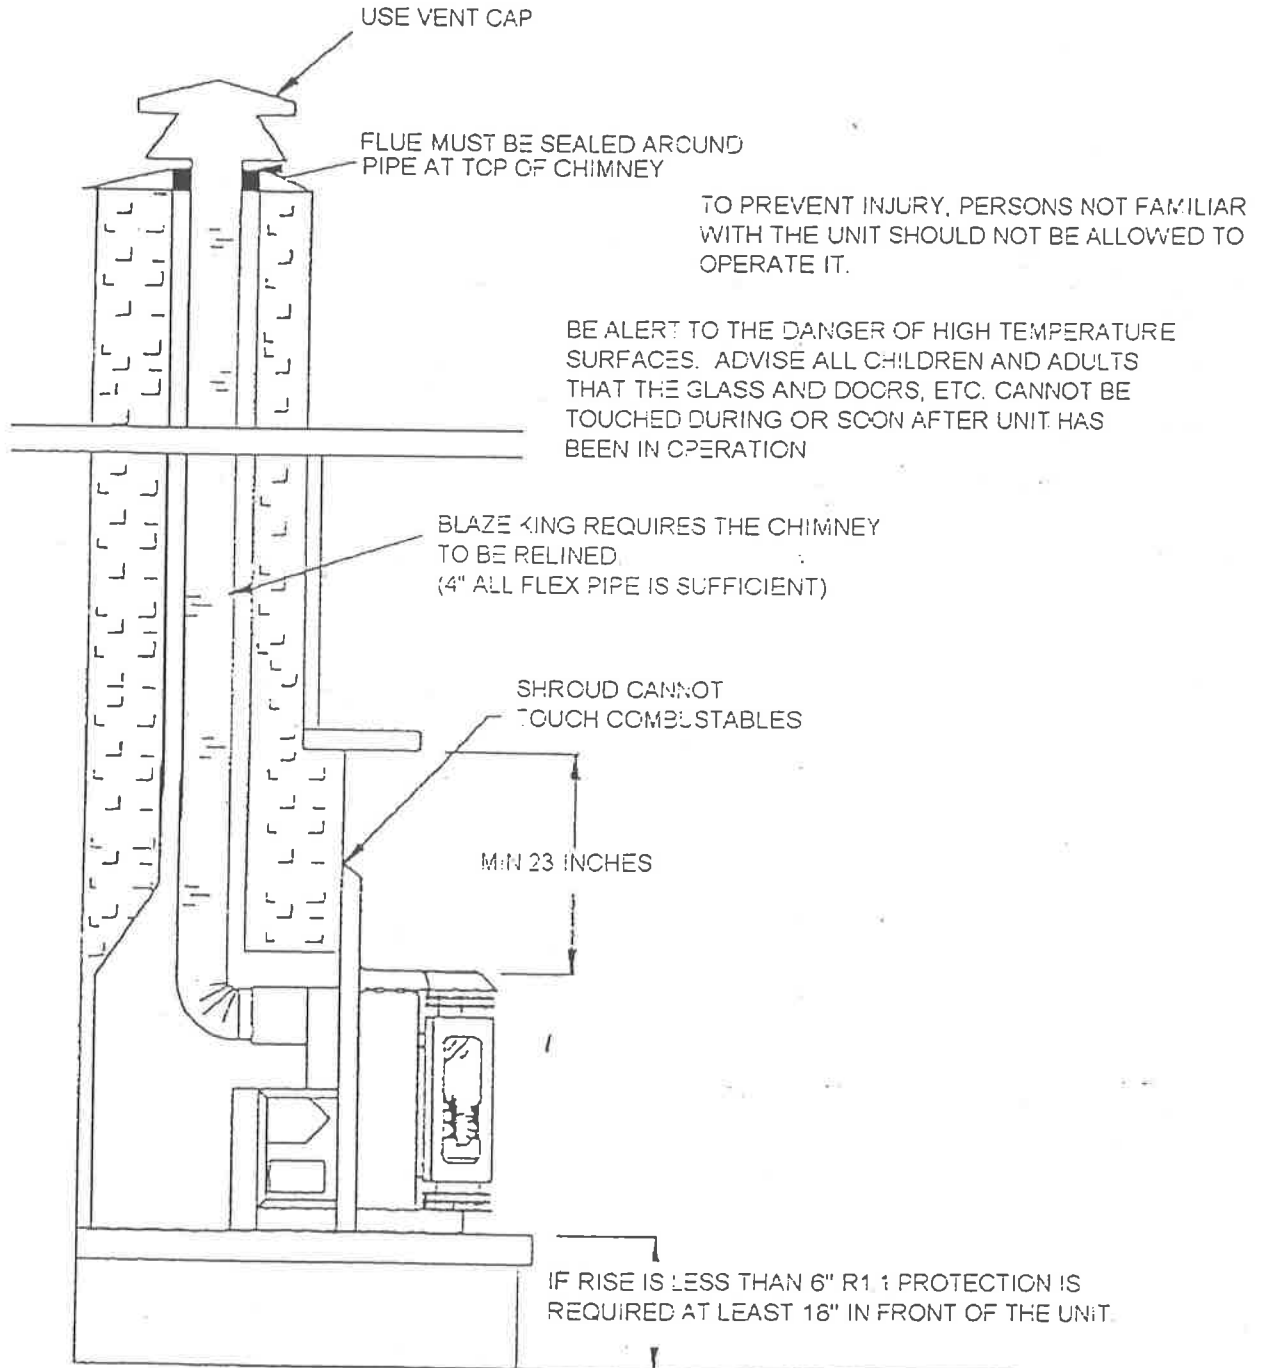 USE VENT CAP
FLUE MUST BE SEALED AROUND
PIPE AT TOP OF CHIMNEY
TO PREVENT INJURY, PERSONS NOT FAMILIAR
WITH THE UNIT SHOULD NOT BE ALLOWED TO
OPERATE IT.
BE ALERT TO THE DANGER OF HIGH TEMPERATURE
SURFACES. ADVISE ALL CHILDREN AND ADULTS
THAT THE GLASS AND DOORS, ETC. CANNOT BE
TOUCHED DURING OR SOON AFTER UNIT HAS
BEEN IN OPERATION
BLAZE KING REQUIRES THE CHIMNEY
TO BE RELINED.
(4" ALL FLEX PIPE IS SUFFICIENT)
SHROUD CANNOT
TOUCH COMBUSTABLES
MIN 23 INCHES
IF RISE IS LESS THAN 6" R1.1 PROTECTION IS
REQUIRED AT LEAST 18" IN FRONT OF THE UNIT.